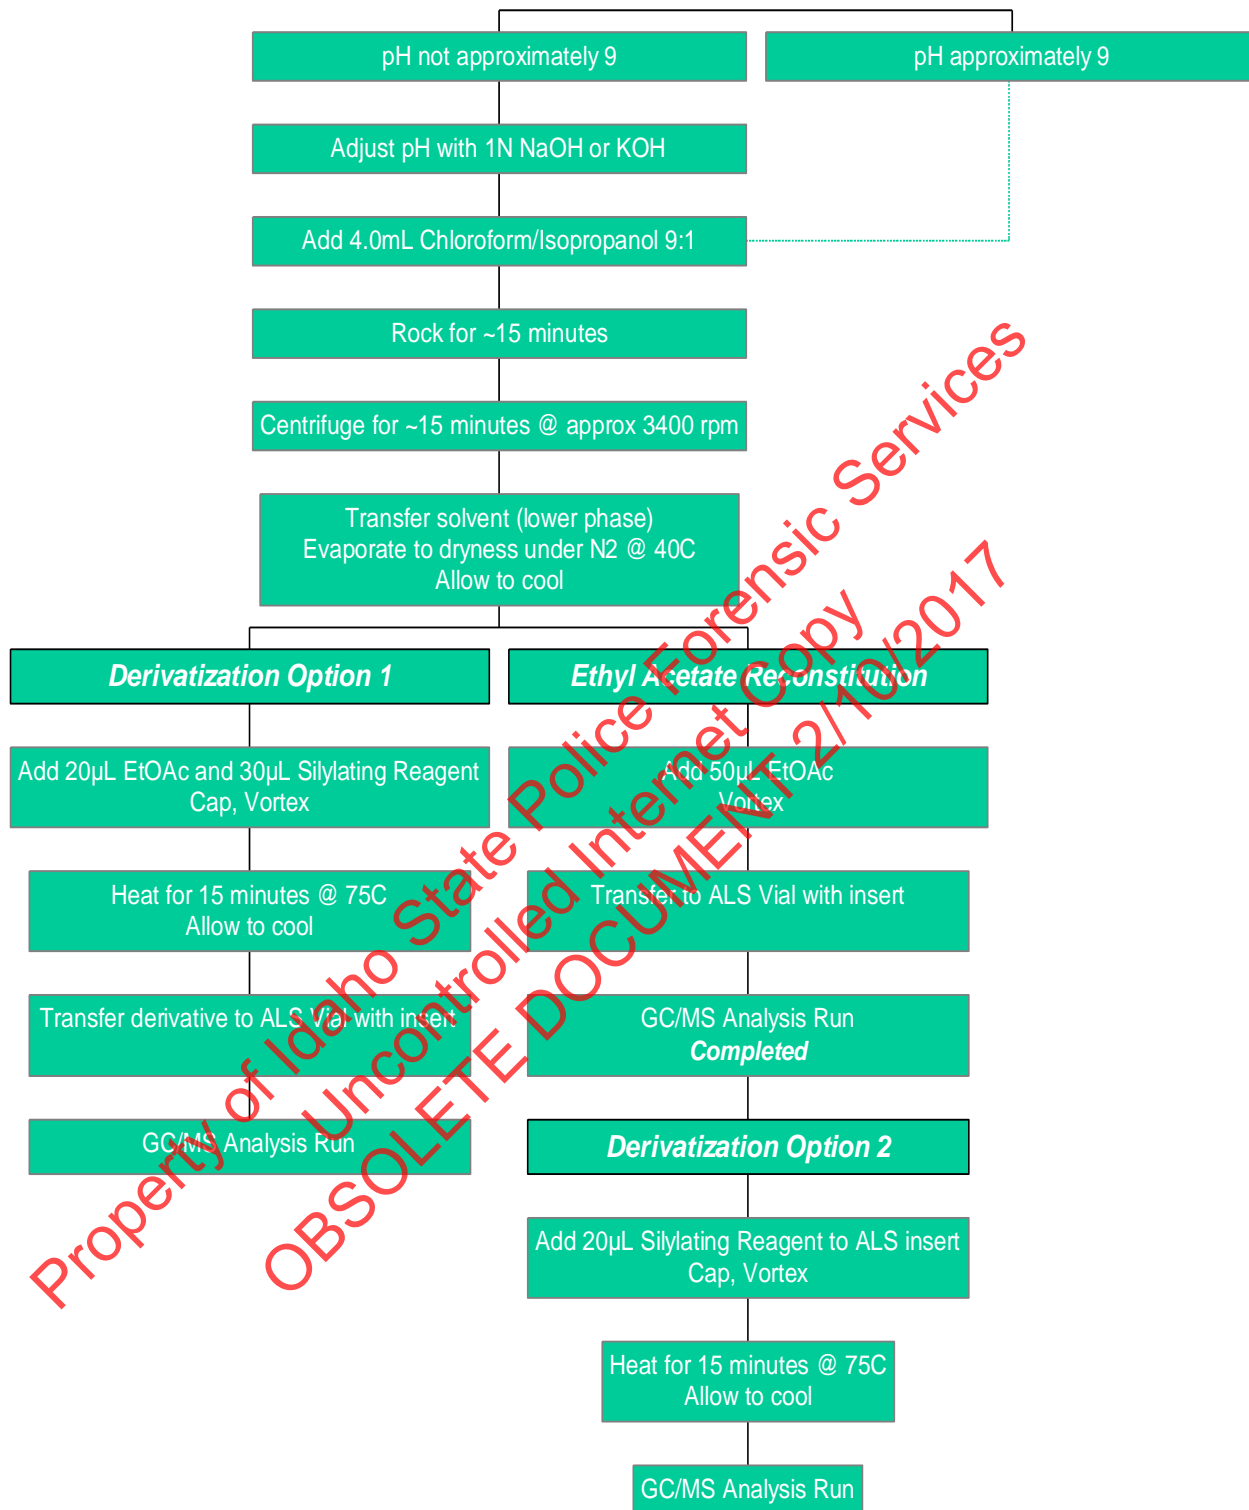 pH not approximately 9
pH approximately 9
Adjust pH with 1N NaOH or KOH
Add 4.0mL Chloroform/Isopropanol 9:1
Rock for ~15 minutes
Centrifuge for ~15 minutes @ approx 3400 rpm
Transfer solvent (lower phase)
Evaporate to dryness under N2 @ 40C
Allow to cool
Derivatization Option 1
Add 20µL EtOAc and 30µL Silylating Reagent
Cap, Vortex
Heat for 15 minutes @ 75C
Allow to cool
Transfer derivative to ALS Vial with insert
GC/MS Analysis Run
Ethyl Acetate Reconstitution
Add 50µL EtOAc
Vortex
Transfer to ALS Vial with insert
GC/MS Analysis Run
Completed
Derivatization Option 2
Add 20µL Silylating Reagent to ALS insert
Cap, Vortex
Heat for 15 minutes @ 75C
Allow to cool
GC/MS Analysis Run
Property of Idaho State Police Forensic Services
Uncontrolled Internet Copy
OBSOLETE DOCUMENT 2/10/2017